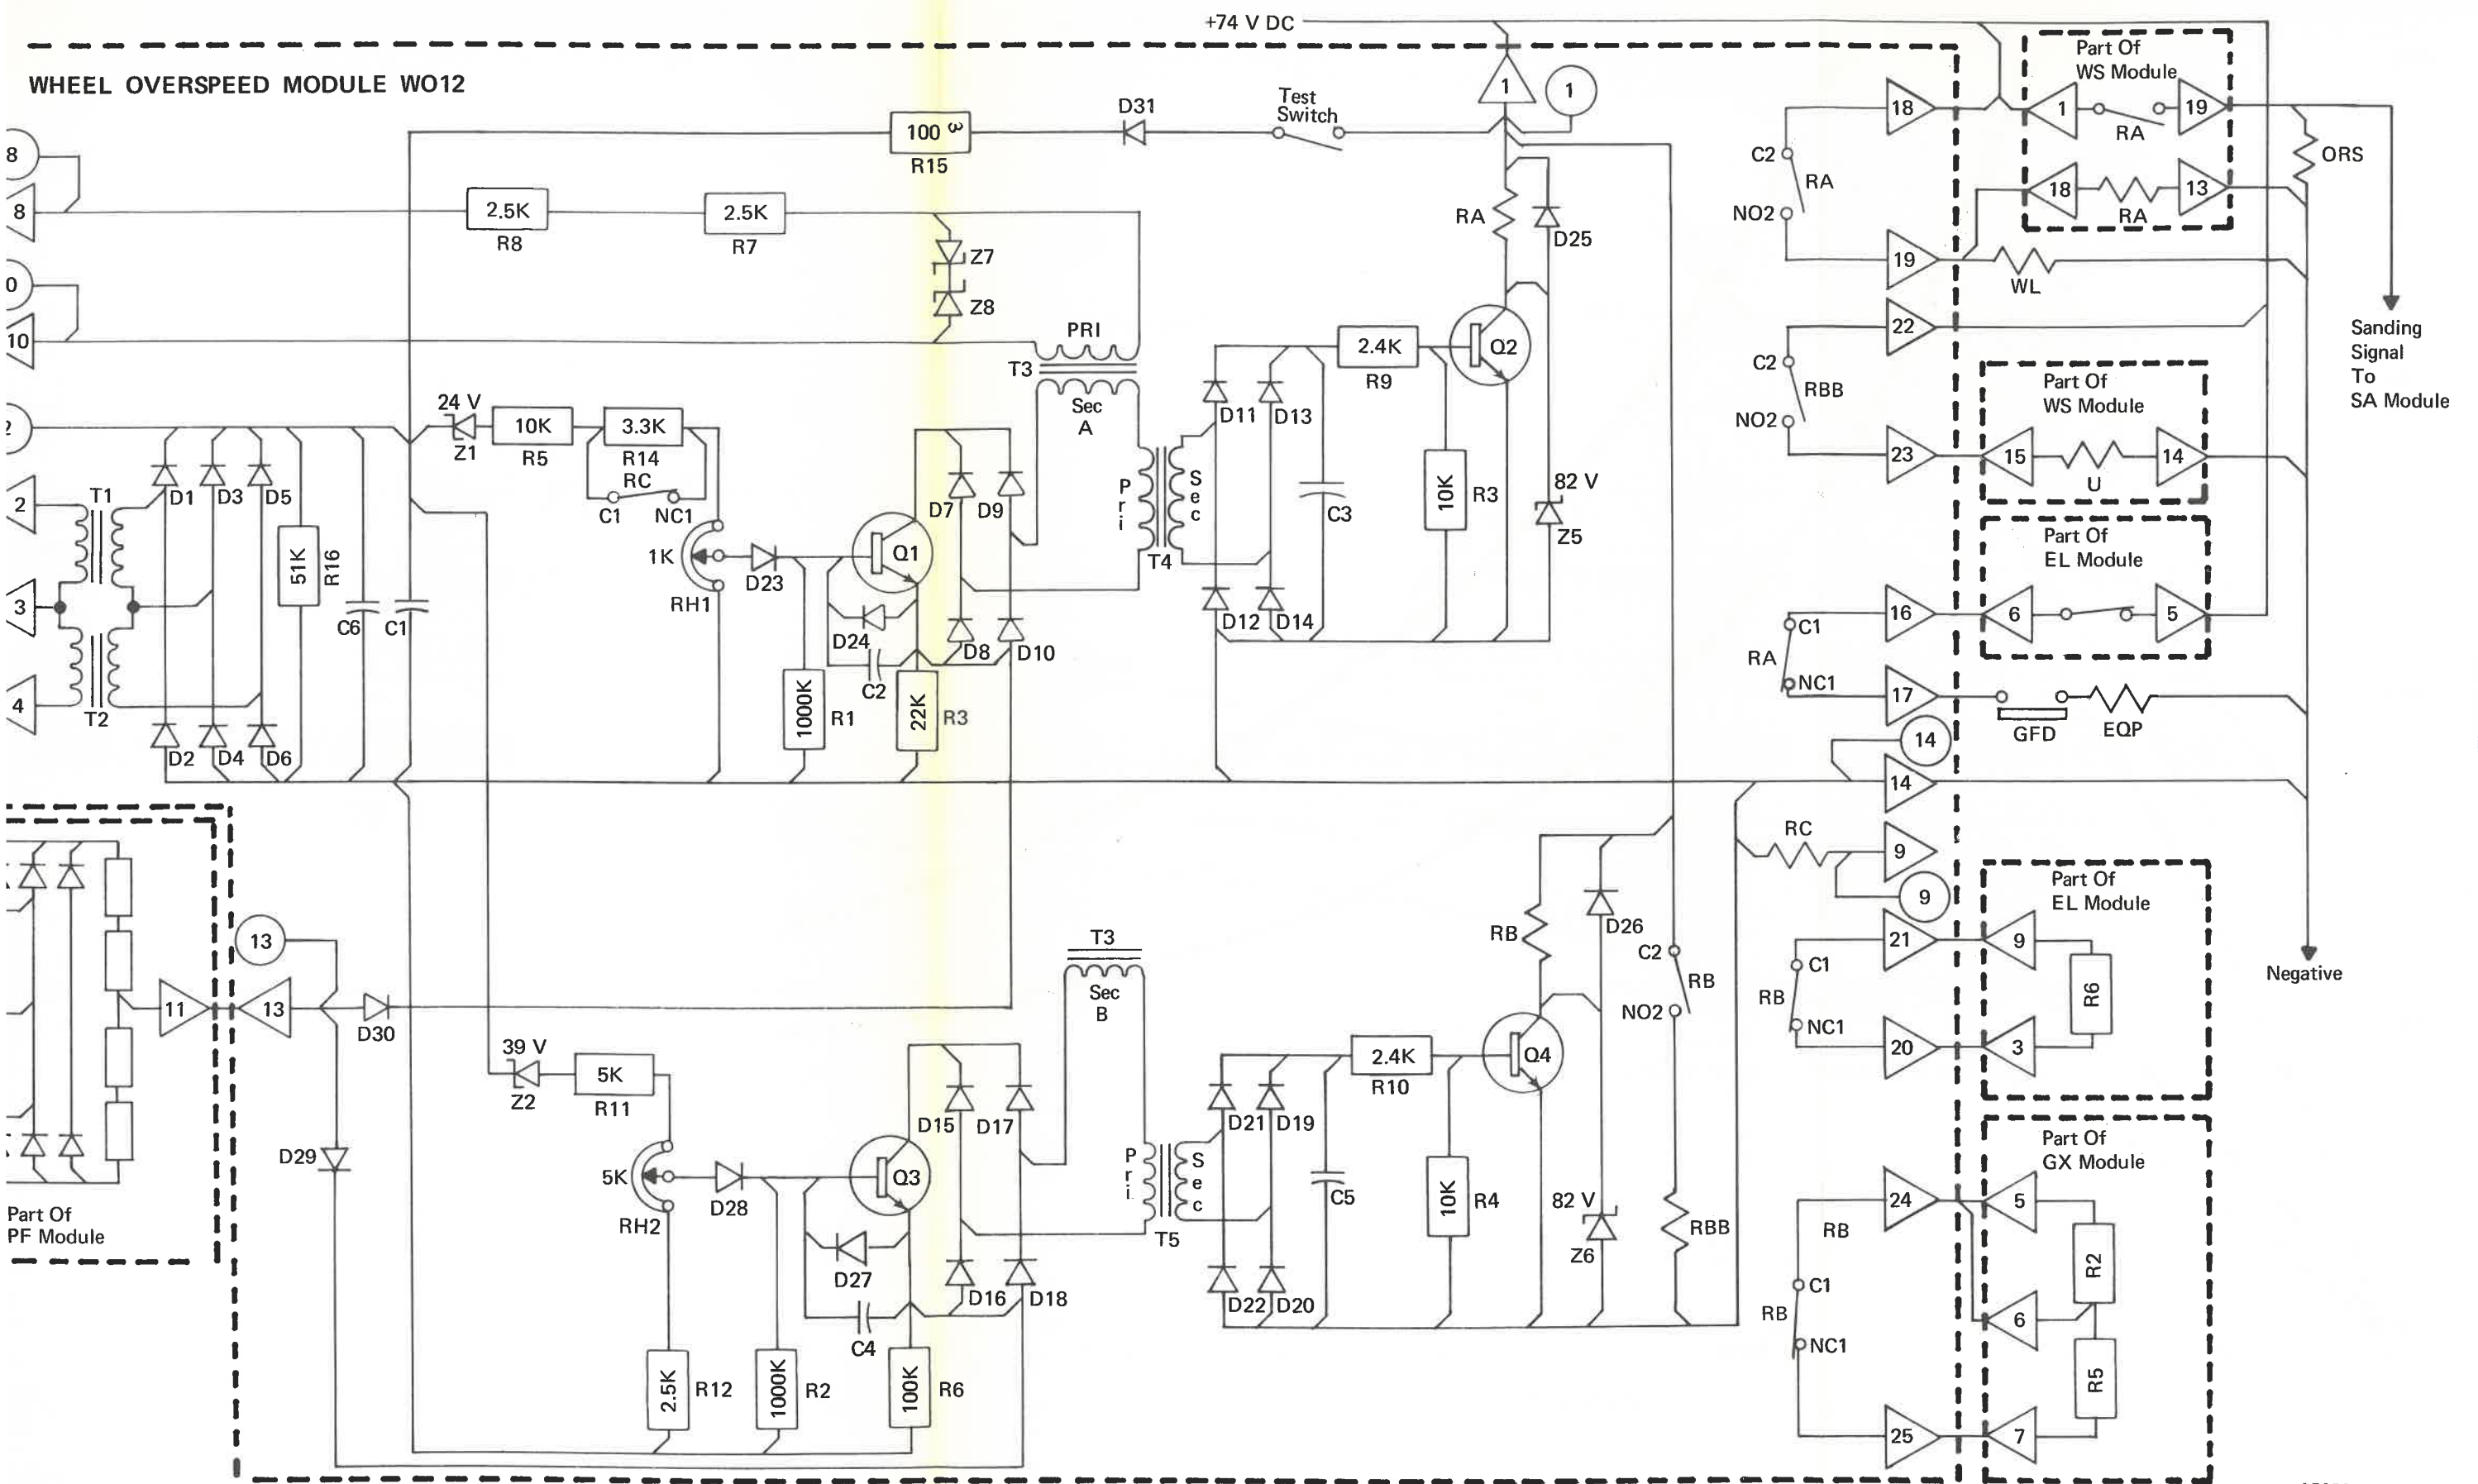 +74 V DC
WHEEL OVERSPEED MODULE WO12
8
8
0
10
2
2
3
4
100 ω
R15
D31
Test
Switch
1
1
2.5K
R8
2.5K
R7
Z7
Z8
PRI
T3
Sec
A
24 V
Z1
10K
R5
3.3K
R14
RC
C1
NC1
1K
RH1
D23
Q1
D24
C2
1000K
R1
22K
R3
D7
D9
D8
D10
T1
T2
D1
D3
D5
D2
D4
D6
51K
R16
C6
C1
Pri
Sec
T4
D11
D13
D12
D14
C3
2.4K
R9
10K
R3
Q2
RA
D25
82 V
Z5
C2
RA
NO2
18
19
Part Of
WS Module
1
RA
19
18
RA
13
ORS
WL
Sanding
Signal
To
SA Module
22
C2
RBB
NO2
23
Part Of
WS Module
15
U
14
Part Of
EL Module
6
5
16
C1
RA
NC1
17
GFD
EQP
14
14
RC
9
9
Negative
Part Of
EL Module
21
9
C1
RB
NC1
R6
20
3
Part Of
GX Module
24
5
RB
R2
C1
RB
NC1
6
R5
25
7
Part Of
PF Module
11
13
13
D30
D29
39 V
Z2
5K
R11
5K
RH2
D28
Q3
D27
C4
2.5K
R12
1000K
R2
100K
R6
D15
D17
D16
D18
T3
Sec
B
Pri
Sec
T5
D21
D19
D22
D20
C5
2.4K
R10
10K
R4
Q4
RB
D26
82 V
Z6
C2
RB
NO2
RBB